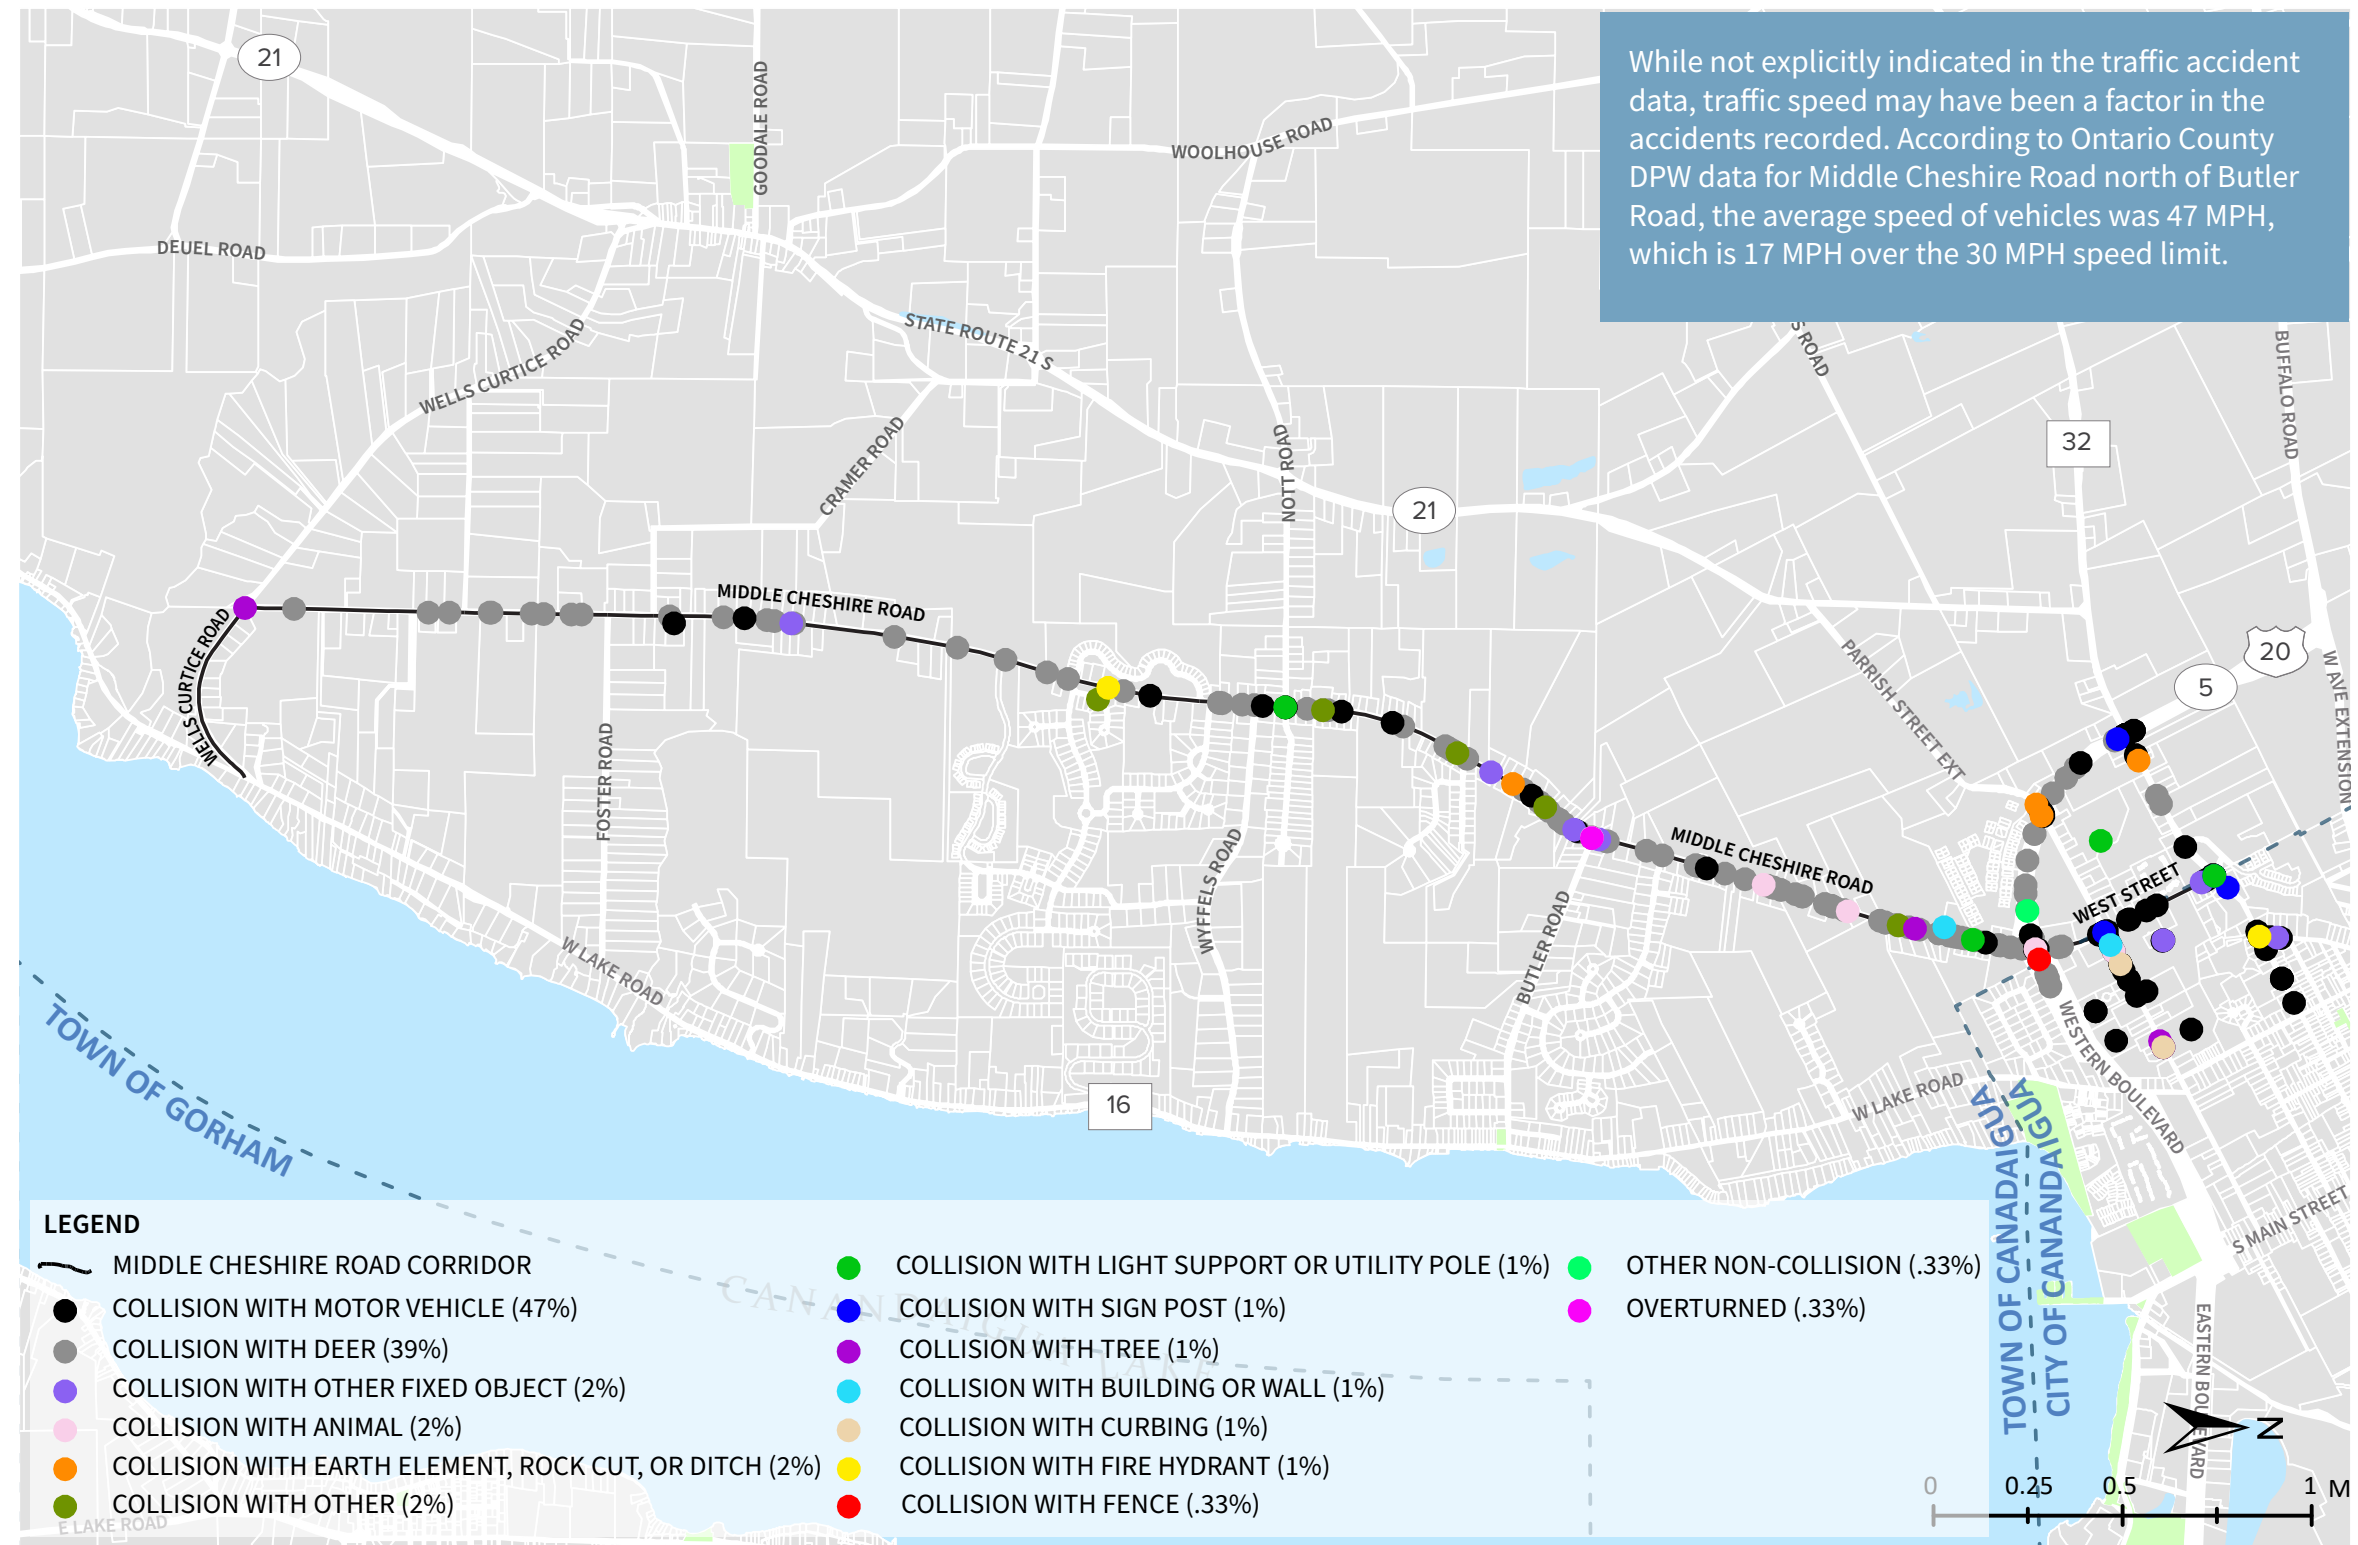 21
While not explicitly indicated in the traffic accident
data, traffic speed may have been a factor in the
accidents recorded. According to Ontario County
DPW data for Middle Cheshire Road north of Butler
Road, the average speed of vehicles was 47 MPH,
which is 17 MPH over the 30 MPH speed limit.
GOODALE ROAD
WOOLHOUSE ROAD
DEUEL ROAD
STATE ROUTE 21 S
WELLS CURTICE ROAD
S ROAD
BUFFALO ROAD
32
CRAMER ROAD
NOTT ROAD
21
MIDDLE CHESHIRE ROAD
WELLS CURTICE ROAD
PARRISH STREET EXT
20
5
W AVE EXTENSION
FOSTER ROAD
WYFFELS ROAD
MIDDLE CHESHIRE ROAD
WEST STREET
BUTLER ROAD
W LAKE ROAD
WESTERN BOULEVARD
TOWN OF GORHAM
16
W LAKE ROAD
TOWN OF CANADAIGUA
CITY OF CANANDAIGUA
S MAIN STREET
EASTERN BOULEVARD
CANANDAIGUA LAKE
E LAKE ROAD
LEGEND
MIDDLE CHESHIRE ROAD CORRIDOR
COLLISION WITH MOTOR VEHICLE (47%)
COLLISION WITH DEER (39%)
COLLISION WITH OTHER FIXED OBJECT (2%)
COLLISION WITH ANIMAL (2%)
COLLISION WITH EARTH ELEMENT, ROCK CUT, OR DITCH (2%)
COLLISION WITH OTHER (2%)
COLLISION WITH LIGHT SUPPORT OR UTILITY POLE (1%)
COLLISION WITH SIGN POST (1%)
COLLISION WITH TREE (1%)
COLLISION WITH BUILDING OR WALL (1%)
COLLISION WITH CURBING (1%)
COLLISION WITH FIRE HYDRANT (1%)
COLLISION WITH FENCE (.33%)
OTHER NON-COLLISION (.33%)
OVERTURNED (.33%)
N
0 0.25 0.5 1 M